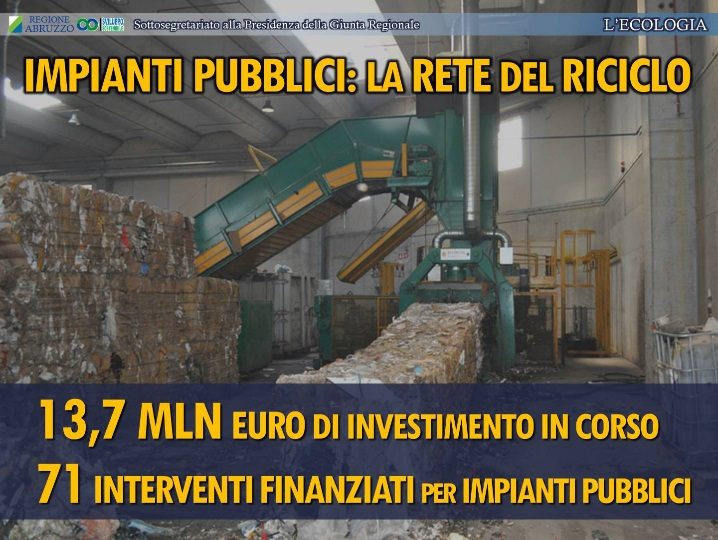 REGIONE ABRUZZO Sottosegretariato alla Presidenza della Giunta Regionale L'ECOLOGIA
IMPIANTI PUBBLICI: LA RETE DEL RICICLO
13,7 MLN EURO DI INVESTIMENTO IN CORSO
71 INTERVENTI FINANZIATI PER IMPIANTI PUBBLICI